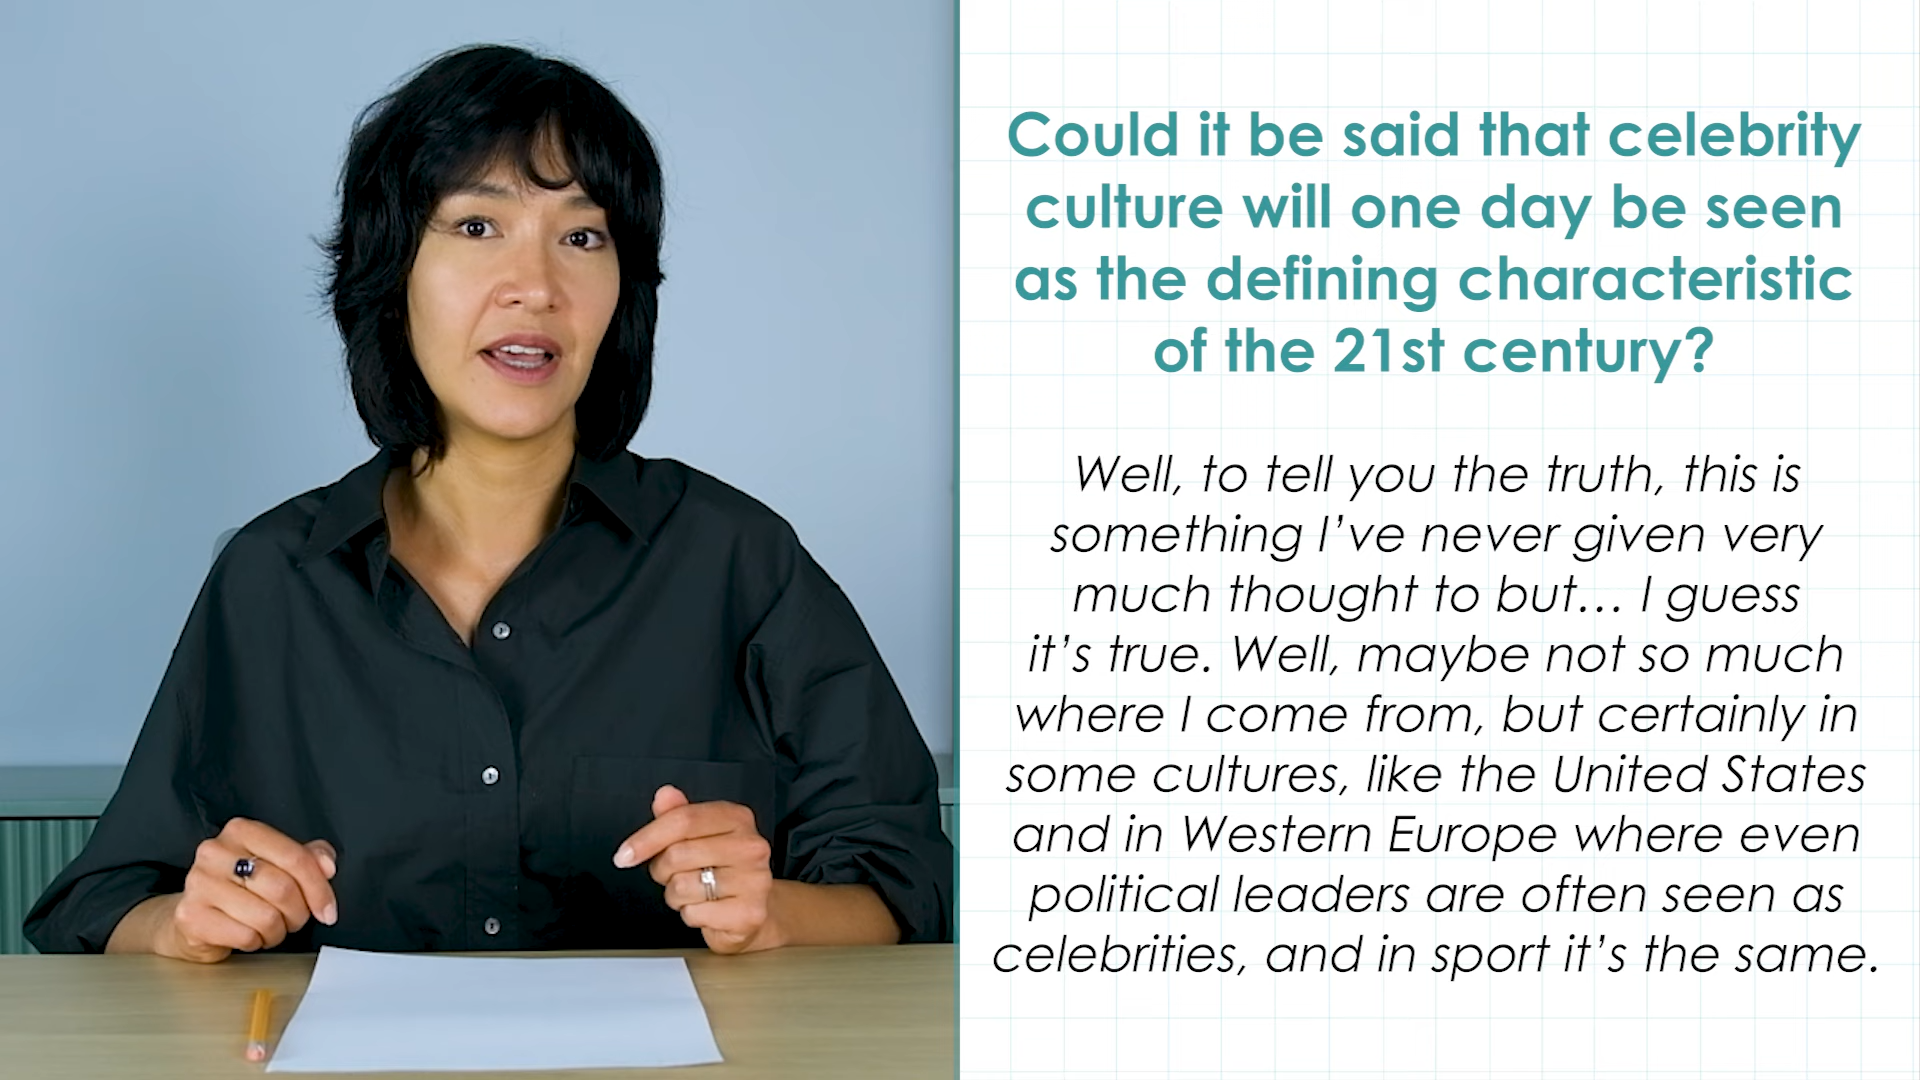 Could it be said that celebrity
culture will one day be seen
as the defining characteristic
of the 21st century?
Well, to tell you the truth, this is
something I’ve never given very
much thought to but… I guess
it’s true. Well, maybe not so much
where I come from, but certainly in
some cultures, like the United States
and in Western Europe where even
political leaders are often seen as
celebrities, and in sport it’s the same.